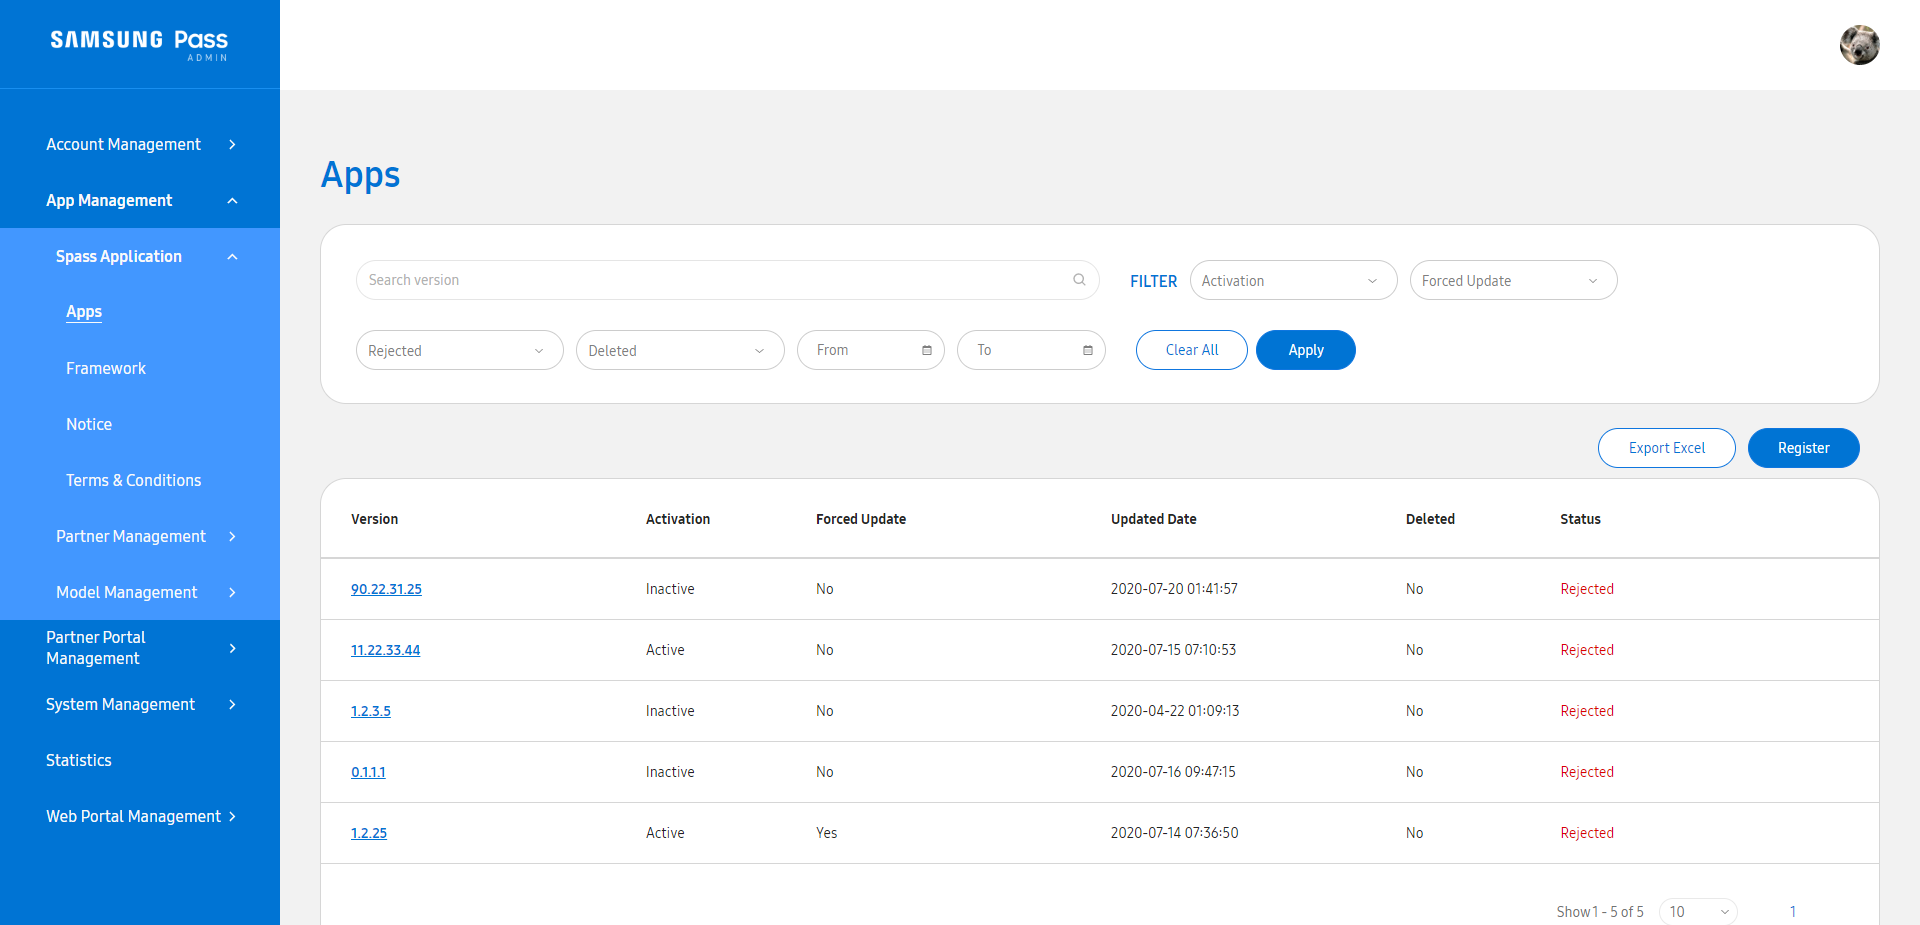 SAMSUNG Pass
ADMIN
Account Management
App Management
Spass Application
Apps
Framework
Notice
Terms & Conditions
Partner Management
Model Management
Partner Portal
Management
System Management
Statistics
Web Portal Management
Apps
Search version
FILTER
Activation
Forced Update
Rejected
Deleted
From
To
Clear All
Apply
Export Excel
Register
Version Activation Forced Update Updated Date Deleted Status
90.22.31.25 Inactive No 2020-07-20 01:41:57 No Rejected
11.22.33.44 Active No 2020-07-15 07:10:53 No Rejected
1.2.3.5 Inactive No 2020-04-22 01:09:13 No Rejected
0.1.1.1 Inactive No 2020-07-16 09:47:15 No Rejected
1.2.25 Active Yes 2020-07-14 07:36:50 No Rejected
Show 1 - 5 of 5 10 1